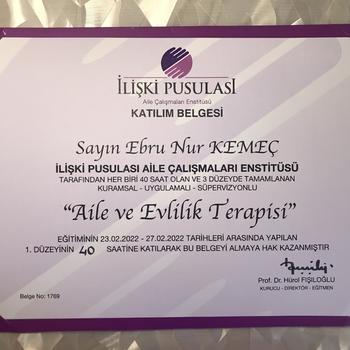 İLİŞKİ PUSULASI
Aile Çalışmaları Enstitüsü
KATILIM BELGESİ
Sayın Ebru Nur KEMEÇ
İLİŞKİ PUSULASI AİLE ÇALIŞMALARI ENSTİTÜSÜ
TARAFINDAN HER BİRİ 40 SAAT OLAN VE 3 DÜZEYDE TAMAMLANAN
KURAMSAL - UYGULAMALI - SÜPERVİZYONLU
“Aile ve Evlilik Terapisi”
EĞİTİMİNİN 23.02.2022 - 27.02.2022 TARİHLERİ ARASINDA YAPILAN
1. DÜZEYİNİN 40 SAATİNE KATILARAK BU BELGEYİ ALMAYA HAK KAZANMIŞTIR
Prof. Dr. Hürol FIŞILOĞLU
KURUCU - DİREKTÖR - EĞİTMEN
Belge No: 1769